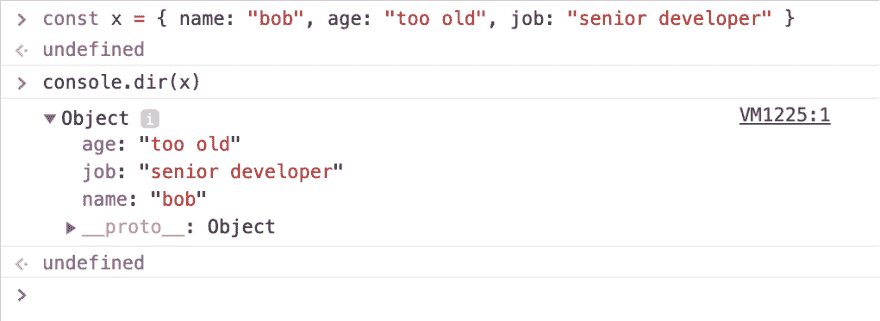 > const x = { name: "bob", age: "too old", job: "senior developer" }
undefined
> console.dir(x)
VM1225:1
▼ Object i
age: "too old"
job: "senior developer"
name: "bob"
▶ __proto__: Object
undefined
>